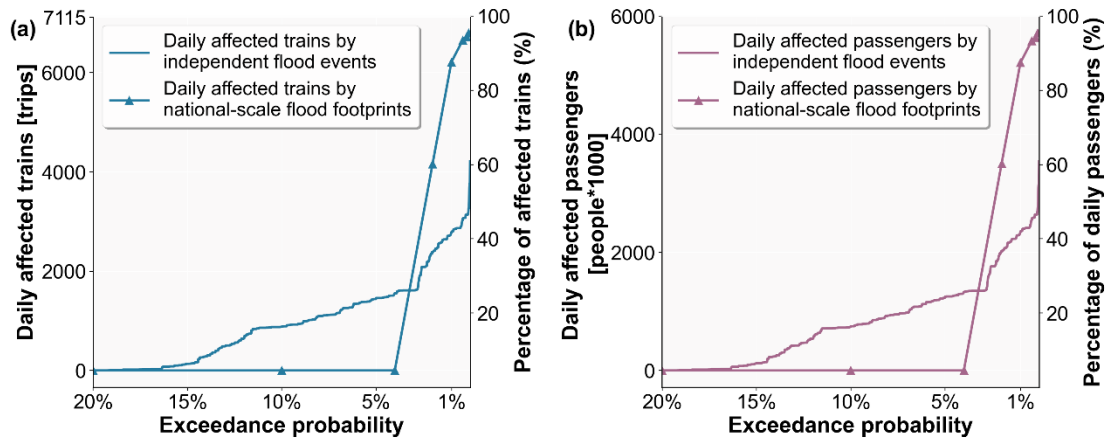 (a)
7115
6000
4000
2000
0
Daily affected trains [trips]
Daily affected trains by
independent flood events
Daily affected trains by
national-scale flood footprints
100
80
60
40
20
Percentage of affected trains (%)
20%
15%
10%
5%
1%
Exceedance probability
(b)
6000
4000
2000
0
Daily affected passengers
[people*1000]
Daily affected passengers by
independent flood events
Daily affected passengers by
national-scale flood footprints
100
80
60
40
20
Percentage of daily passengers (%)
20%
15%
10%
5%
1%
Exceedance probability